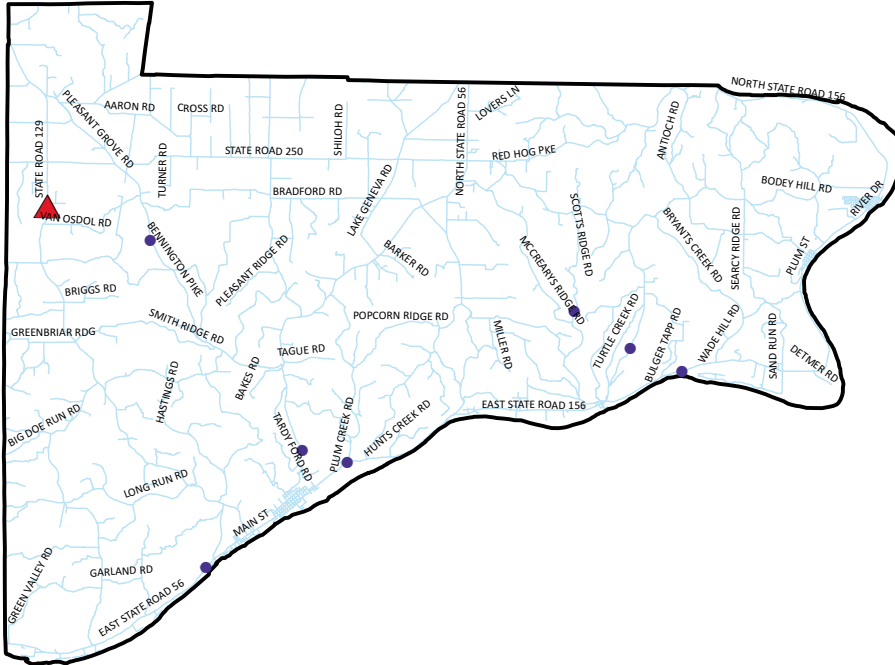 NORTH STATE ROAD 156
PLEASANT GROVE RD
AARON RD
CROSS RD
SHILOH RD
NORTH STATE ROAD 56
LOVERS LN
ANTIOCH RD
STATE ROAD 129
TURNER RD
STATE ROAD 250
RED HOG PKE
BRADFORD RD
LAKE GENEVA RD
BODEY HILL RD
RIVER DR
VAN OSDOL RD
BENNINGTON PIKE
PLEASANT RIDGE RD
BARKER RD
MCCREARYS RIDGE RD
SCOTTS RIDGE RD
BRYANTS CREEK RD
SEARCY RIDGE RD
PLUM ST
BRIGGS RD
GREENBRIAR RDG
SMITH RIDGE RD
POPCORN RIDGE RD
MILLER RD
TURTLE CREEK RD
BULGER TAPP RD
WADE HILL RD
SAND RUN RD
DETMER RD
TAGUE RD
BAKES RD
HASTINGS RD
BIG DOE RUN RD
TARDY FORD RD
PLUM CREEK RD
HUNTS CREEK RD
EAST STATE ROAD 156
LONG RUN RD
MAIN ST
GREEN VALLEY RD
GARLAND RD
EAST STATE ROAD 56